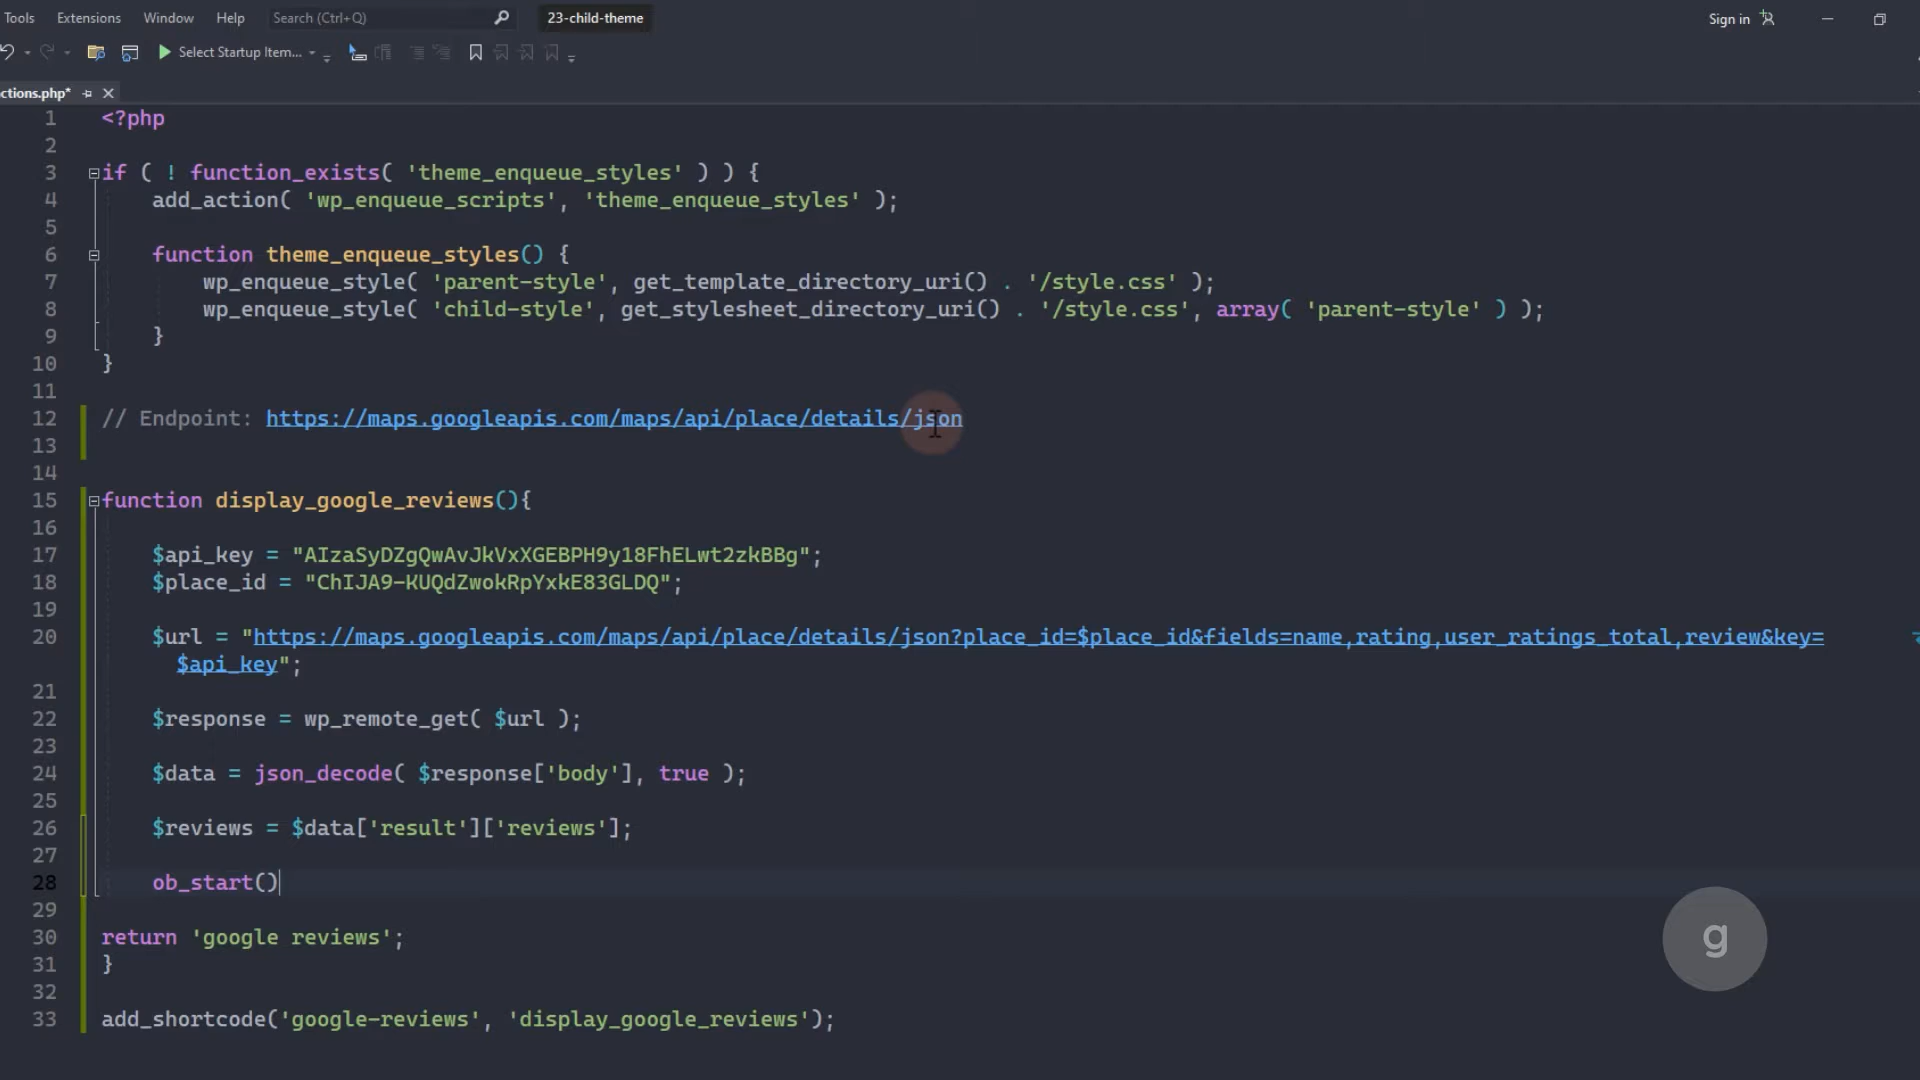 Tools Extensions Window Help Search (Ctrl+Q) 23-child-theme Sign in
Select Startup Item...
ctions.php*
1 <?php
2
3 if ( ! function_exists( 'theme_enqueue_styles' ) ) {
4 add_action( 'wp_enqueue_scripts', 'theme_enqueue_styles' );
5
6 function theme_enqueue_styles() {
7 wp_enqueue_style( 'parent-style', get_template_directory_uri() . '/style.css' );
8 wp_enqueue_style( 'child-style', get_stylesheet_directory_uri() . '/style.css', array( 'parent-style' ) );
9 }
10 }
11
12 // Endpoint: https://maps.googleapis.com/maps/api/place/details/json
13
14
15 function display_google_reviews(){
16
17 $api_key = "AIzaSyDZgQwAvJkVxXGEBPH9y18FhELwt2zkBBg";
18 $place_id = "ChIJA9-KUQdZwokRpYxkE83GLDQ";
19
20 $url = "https://maps.googleapis.com/maps/api/place/details/json?place_id=$place_id&fields=name,rating,user_ratings_total,review&key=
$api_key";
21
22 $response = wp_remote_get( $url );
23
24 $data = json_decode( $response['body'], true );
25
26 $reviews = $data['result']['reviews'];
27
28 ob_start()
29
30 return 'google reviews';
31 }
32
33 add_shortcode('google-reviews', 'display_google_reviews');
g